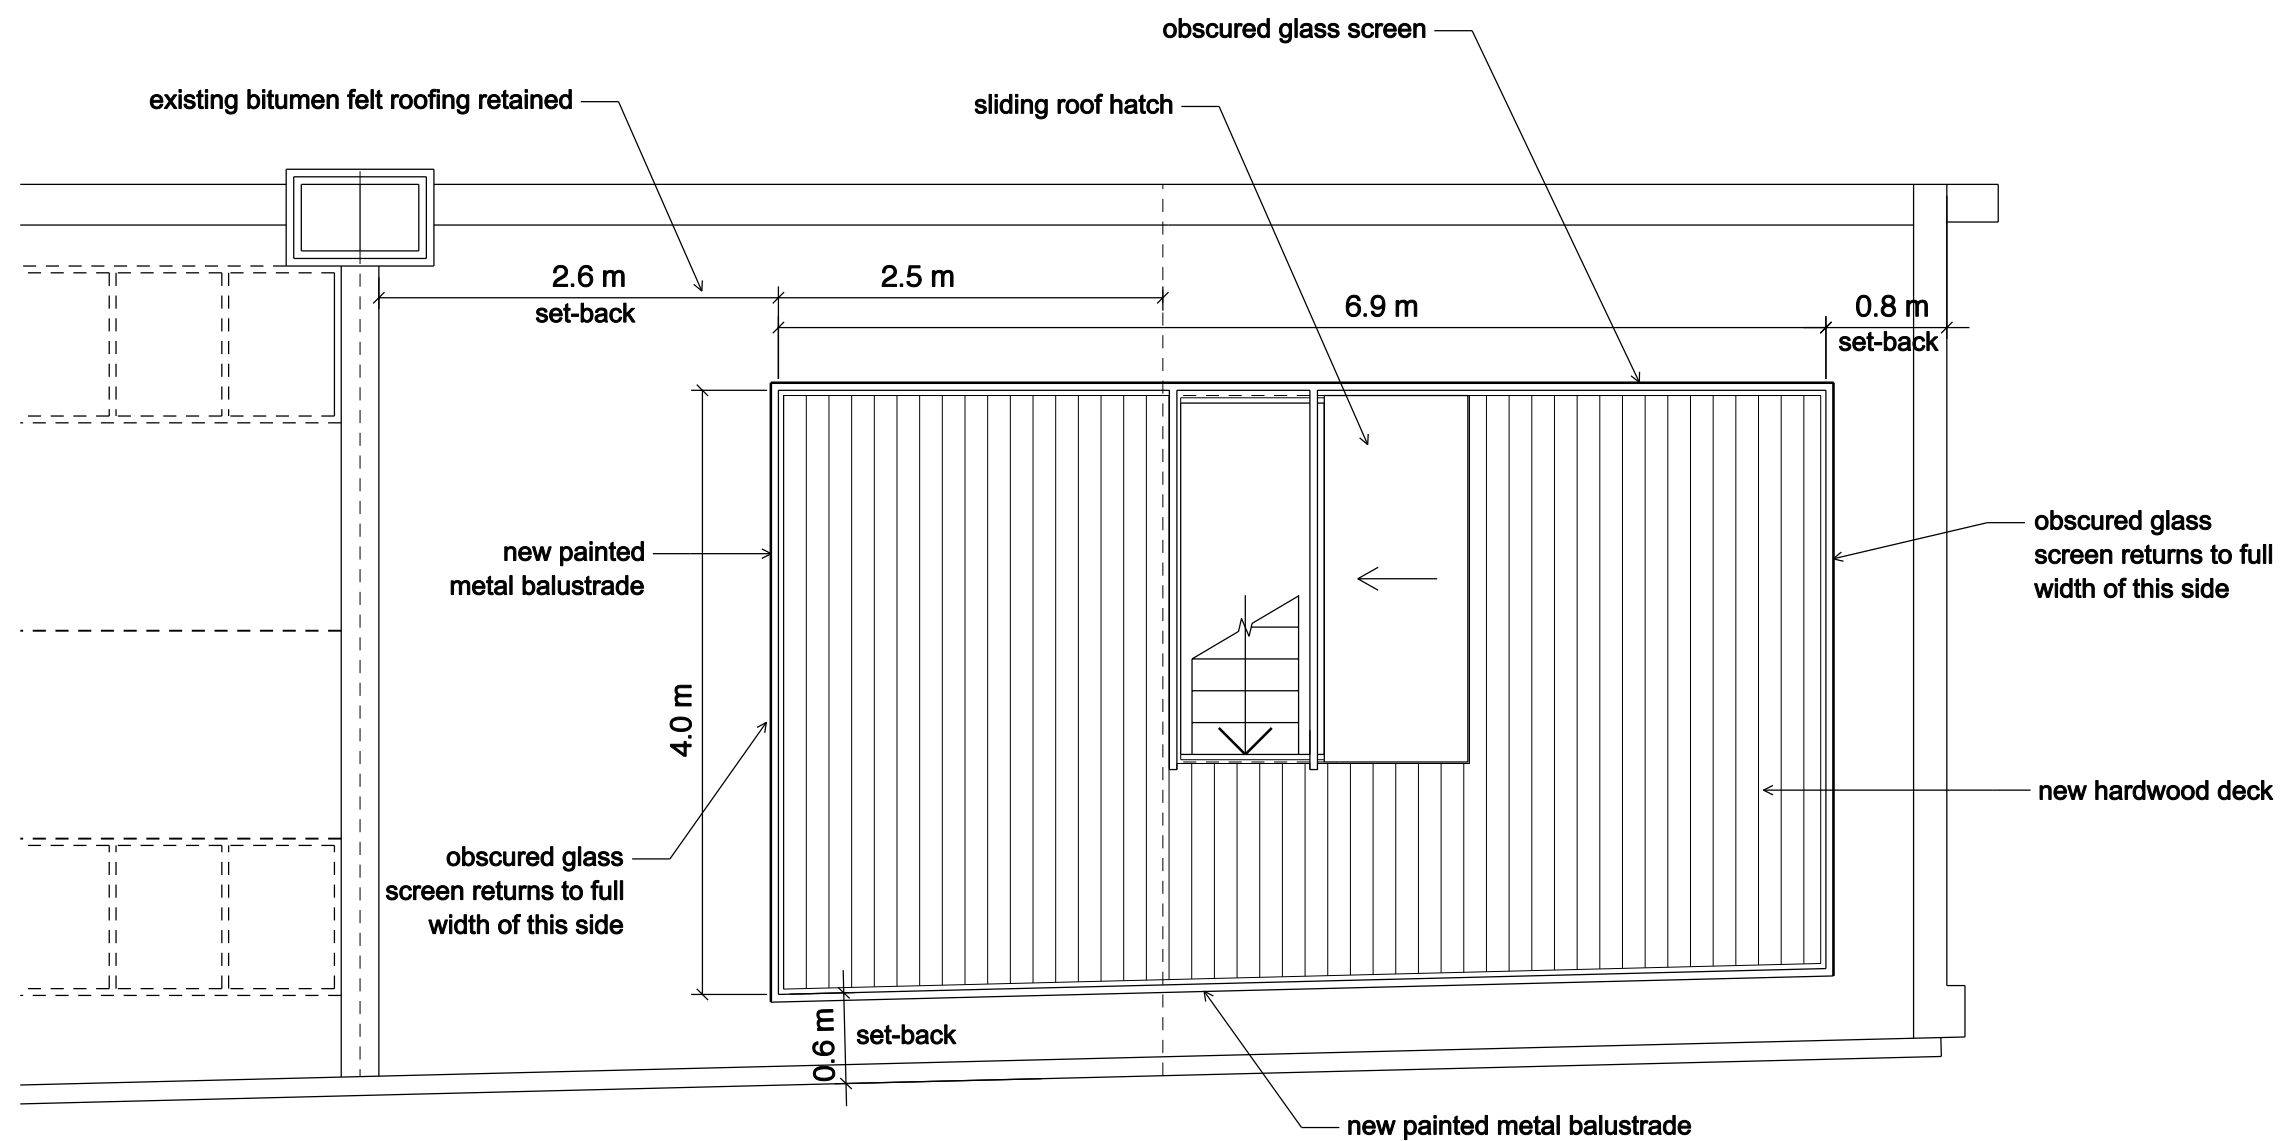 obscured glass screen
existing bitumen felt roofing retained
sliding roof hatch
2.6 m
set-back
2.5 m
6.9 m
0.8 m
set-back
obscured glass
screen returns to full
width of this side
new painted
metal balustrade
4.0 m
new hardwood deck
obscured glass
screen returns to full
width of this side
0.6 m
set-back
new painted metal balustrade